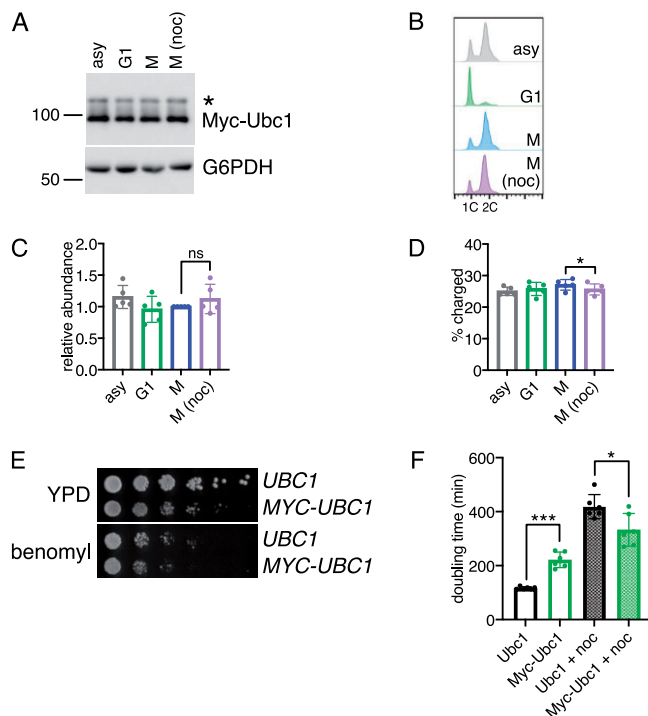 A
asy
G1
M
M (noc)
100
*
Myc-Ubc1
50
G6PDH
B
asy
G1
M
M
(noc)
1C 2C
C
relative abundance
2.0
1.5
1.0
0.5
0.0
ns
asy
G1
M
M (noc)
D
% charged
40
30
20
10
0
*
asy
G1
M
M (noc)
E
YPD
UBC1
MYC-UBC1
benomyl
UBC1
MYC-UBC1
F
doubling time (min)
600
400
200
0
***
*
Ubc1
Myc-Ubc1
Ubc1 + noc
Myc-Ubc1 + noc